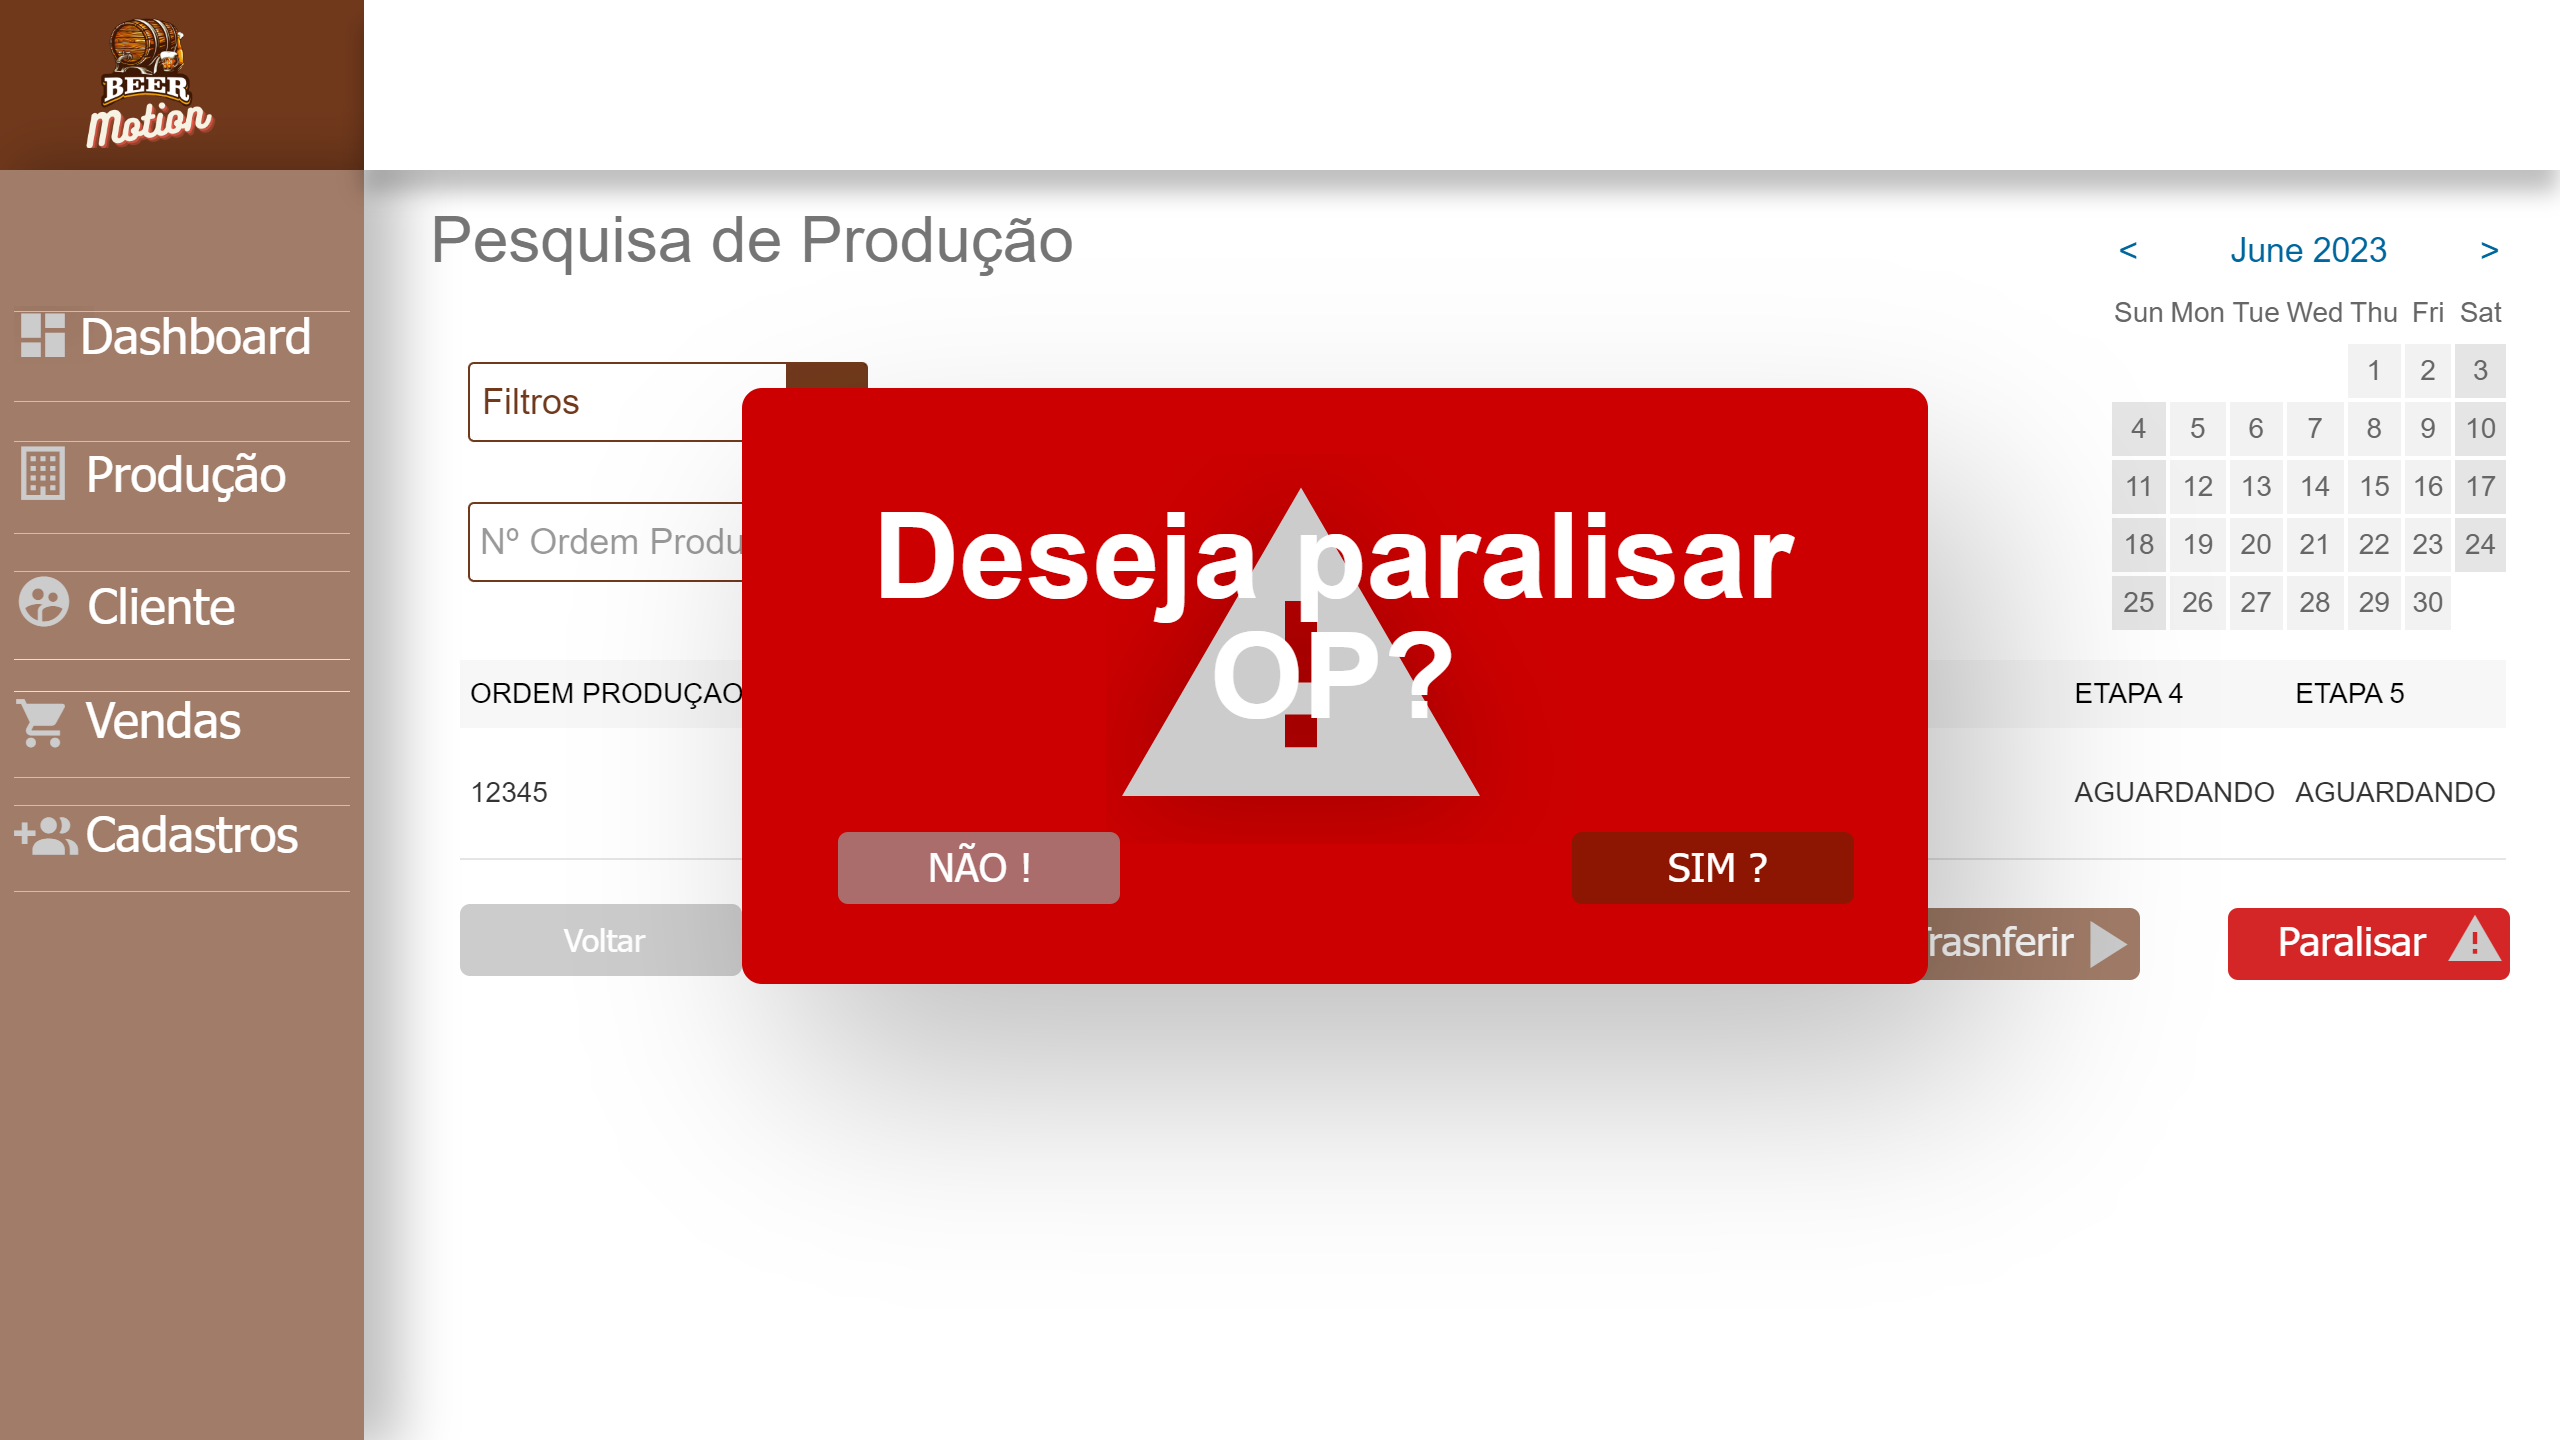 BEER
Motion
Dashboard
Produção
Cliente
Vendas
Cadastros
Pesquisa de Produção
< June 2023 >
Sun Mon Tue Wed Thu Fri Sat
1 2 3
4 5 6 7 8 9 10
11 12 13 14 15 16 17
18 19 20 21 22 23 24
25 26 27 28 29 30
Filtros
Nº Ordem
Deseja paralisar
OP?
NÃO !
SIM ?
ORDEM PRODUÇAO ETAPA 4 ETAPA 5
12345 AGUARDANDO AGUARDANDO
Voltar
Paralisar